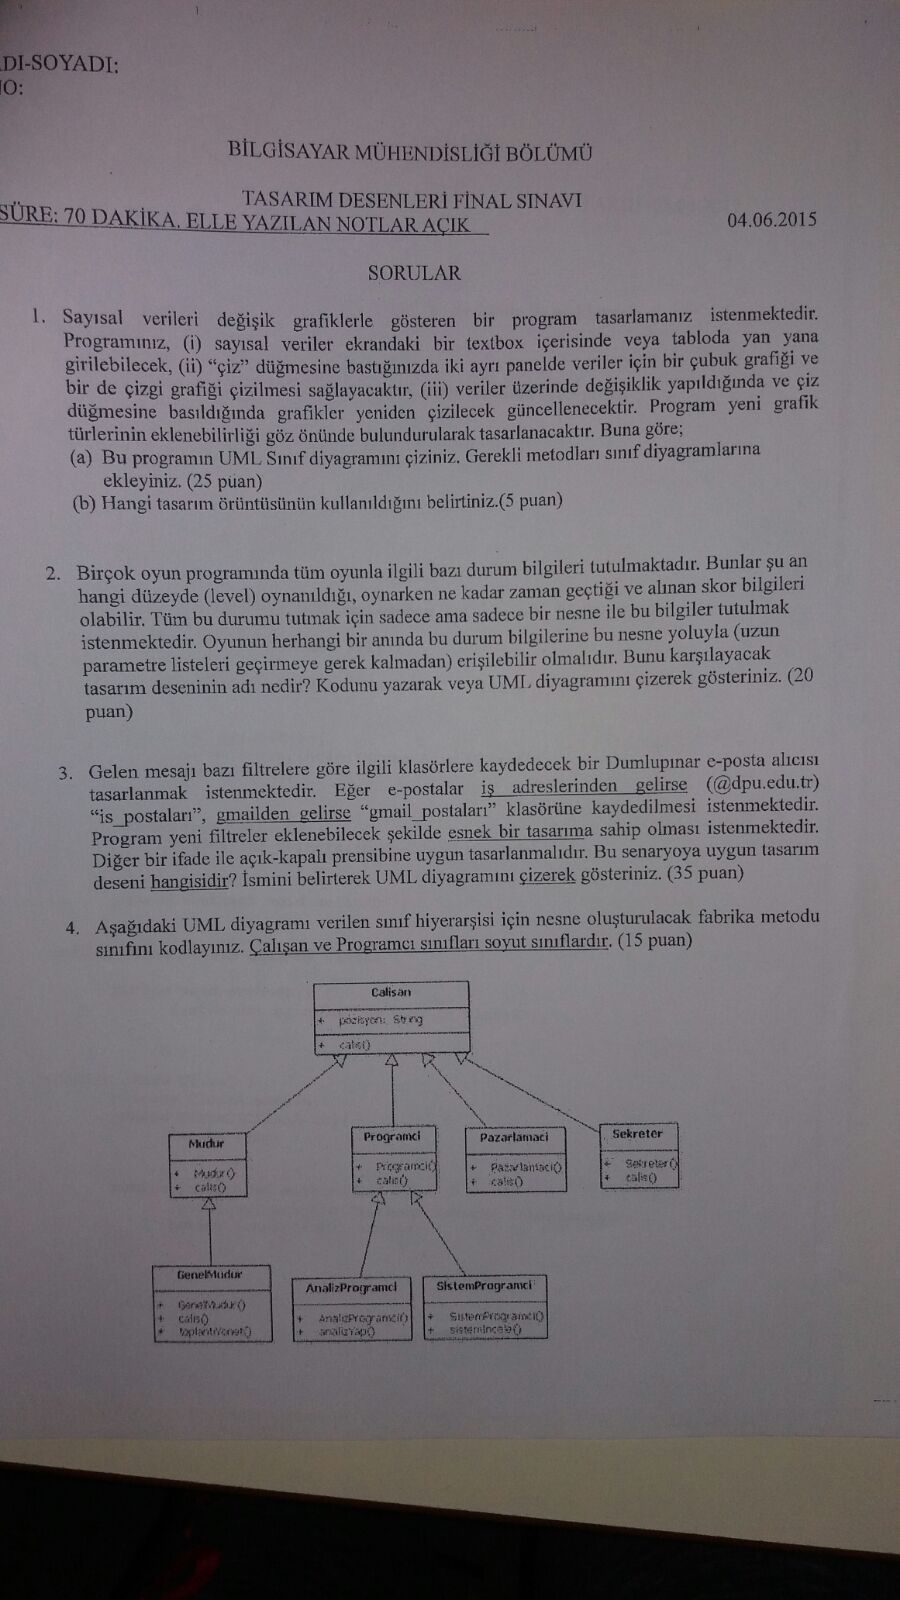 ADI-SOYADI:
NO:
BİLGİSAYAR MÜHENDİSLİĞİ BÖLÜMÜ
TASARIM DESENLERİ FİNAL SINAVI
SÜRE: 70 DAKİKA. ELLE YAZILAN NOTLAR AÇIK
04.06.2015
SORULAR
1. Sayısal verileri değişik grafiklerle gösteren bir program tasarlamanız istenmektedir.
Programınız, (i) sayısal veriler ekrandaki bir textbox içerisinde veya tabloda yan yana
girilebilecek, (ii) “çiz” düğmesine bastığınızda iki ayrı panelde veriler için bir çubuk grafiği ve
bir de çizgi grafiği çizilmesi sağlayacaktır, (iii) veriler üzerinde değişiklik yapıldığında ve çiz
düğmesine basıldığında grafikler yeniden çizilecek güncellenecektir. Program yeni grafik
türlerinin eklenebilirliği göz önünde bulundurularak tasarlanacaktır. Buna göre;
(a) Bu programın UML Sınıf diyagramını çiziniz. Gerekli metodları sınıf diyagramlarına
ekleyiniz. (25 puan)
(b) Hangi tasarım örüntüsünün kullanıldığını belirtiniz.(5 puan)
2. Birçok oyun programında tüm oyunla ilgili bazı durum bilgileri tutulmaktadır. Bunlar şu an
hangi düzeyde (level) oynanıldığı, oynarken ne kadar zaman geçtiği ve alınan skor bilgileri
olabilir. Tüm bu durumu tutmak için sadece ama sadece bir nesne ile bu bilgiler tutulmak
istenmektedir. Oyunun herhangi bir anında bu durum bilgilerine bu nesne yoluyla (uzun
parametre listeleri geçirmeye gerek kalmadan) erişilebilir olmalıdır. Bunu karşılayacak
tasarım deseninin adı nedir? Kodunu yazarak veya UML diyagramını çizerek gösteriniz. (20
puan)
3. Gelen mesajı bazı filtrelere göre ilgili klasörlere kaydedecek bir Dumlupınar e-posta alıcısı
tasarlanmak istenmektedir. Eğer e-postalar iş adreslerinden gelirse (@dpu.edu.tr)
“is_postaları”, gmailden gelirse “gmail_postaları” klasörüne kaydedilmesi istenmektedir.
Program yeni filtreler eklenebilecek şekilde esnek bir tasarıma sahip olması istenmektedir.
Diğer bir ifade ile açık-kapalı prensibine uygun tasarlanmalıdır. Bu senaryoya uygun tasarım
deseni hangisidir? İsmini belirterek UML diyagramını çizerek gösteriniz. (35 puan)
4. Aşağıdaki UML diyagramı verilen sınıf hiyerarşisi için nesne oluşturulacak fabrika metodu
sınıfını kodlayınız. Çalışan ve Programcı sınıfları soyut sınıflardır. (15 puan)
Calisan
+ pozisyon: String
+ calis()
Mudur
+ Mudur()
+ calis()
Programci
+ Programci()
+ calis()
Pazarlamaci
+ Pazarlamaci()
+ calis()
Sekreter
+ Sekreter()
+ calis()
GenelMudur
+ GenelMudur()
+ calis()
+ toplantiYonet()
AnalizProgramci
+ AnalizProgramci()
+ analizYap()
SistemProgramci
+ SistemProgramci()
+ sistemIncele()